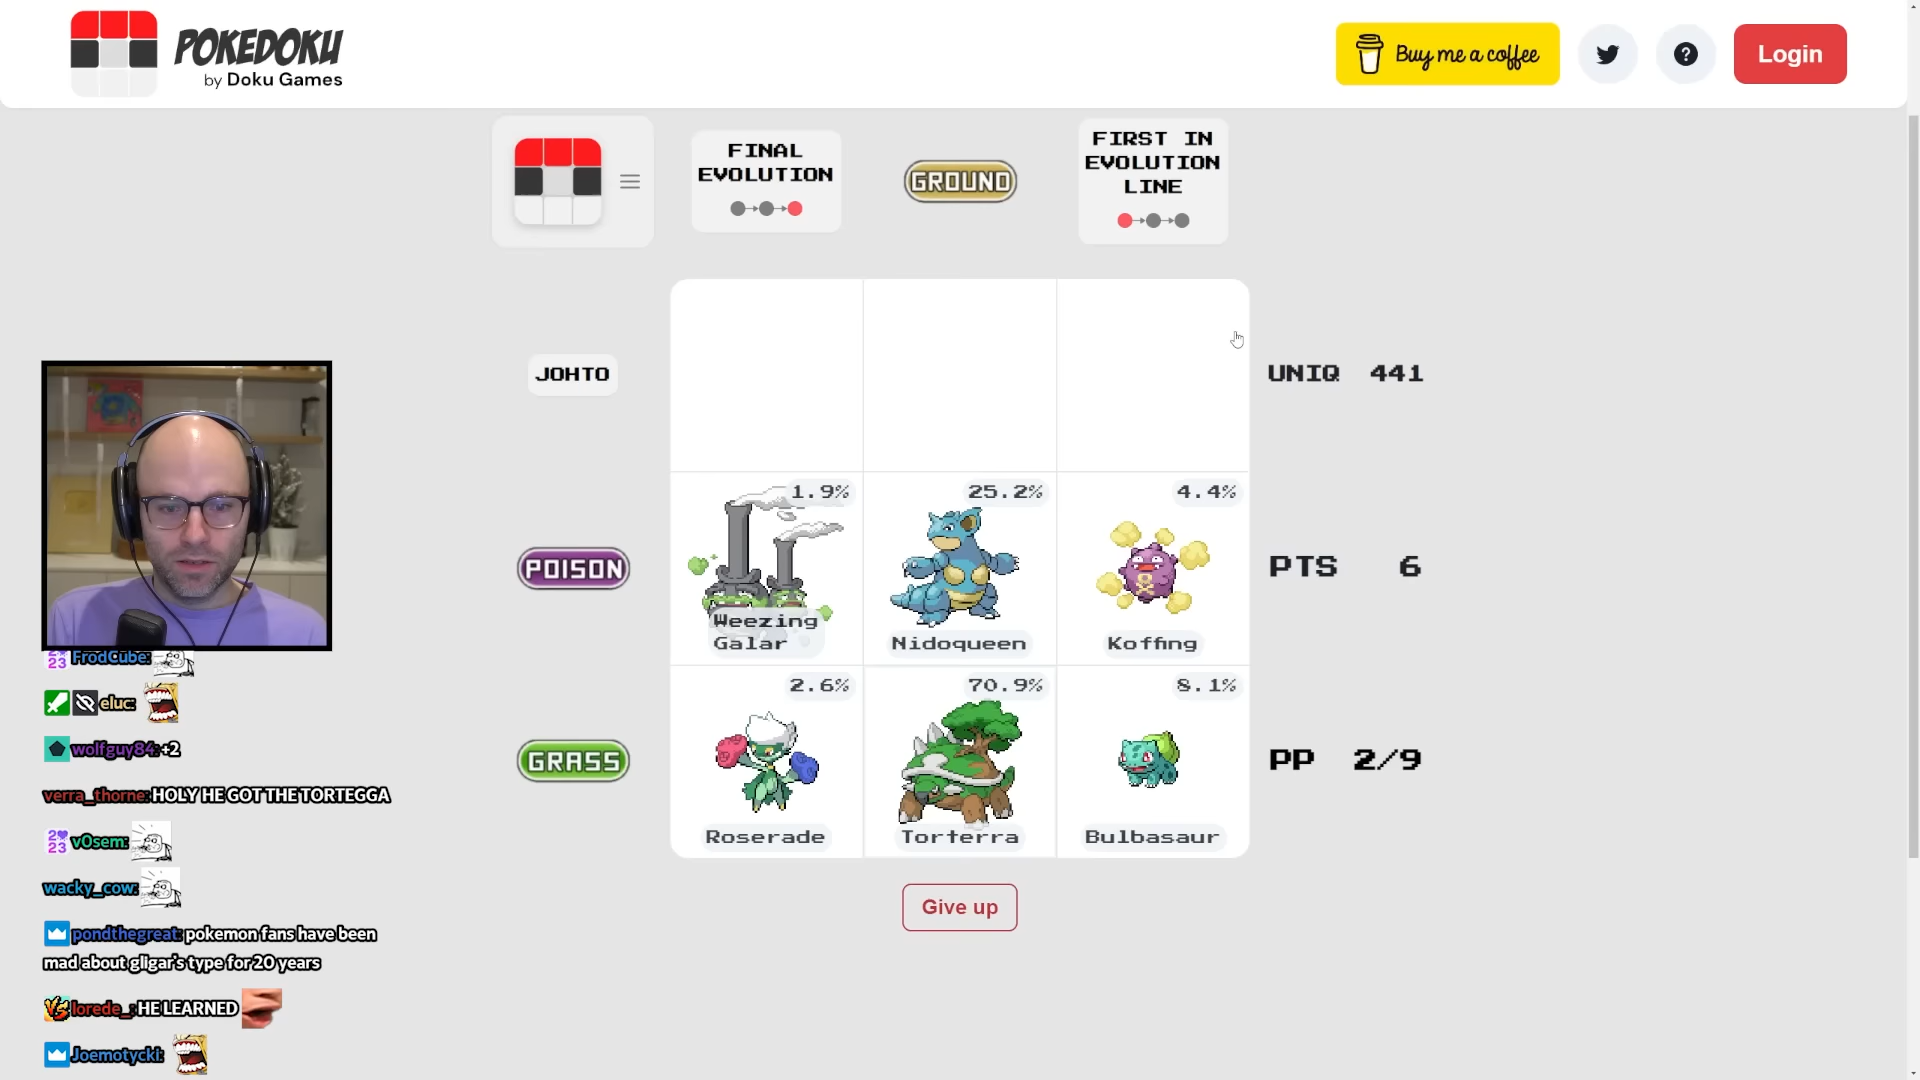 POKEDOKU
by Doku Games
Buy me a coffee
Login
FINAL
EVOLUTION
GROUND
FIRST IN
EVOLUTION
LINE
JOHTO
UNIQ 441
POISON
1.9%
Weezing
Galar
25.2%
Nidoqueen
4.4%
Koffing
PTS 6
GRASS
2.6%
Roserade
70.9%
Torterra
8.1%
Bulbasaur
PP 2/9
Give up
FrodCube:
eluc:
wolfguy84: +2
verra_thorne: HOLY HE GOT THE TORTEGGA
v0sem:
wacky_cow:
pondthegreat: pokemon fans have been
mad about gligar's type for 20 years
lorede_: HE LEARNED
Joemotycki: